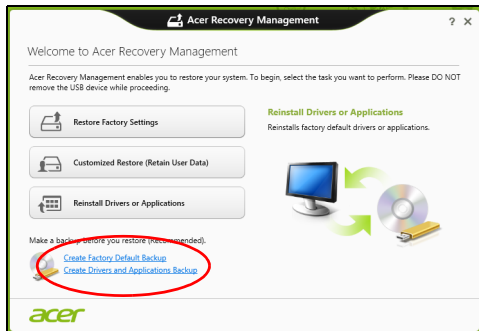 Acer Recovery Management
? ×
Welcome to Acer Recovery Management
Acer Recovery Management enables you to restore your system. To begin, select the task you want to perform. Please DO NOT
remove the USB device while proceeding.
Restore Factory Settings
Customized Restore (Retain User Data)
Reinstall Drivers or Applications
Reinstall Drivers or Applications
Reinstalls factory default drivers or applications.
Make a backup before you restore (Recommended).
Create Factory Default Backup
Create Drivers and Applications Backup
acer